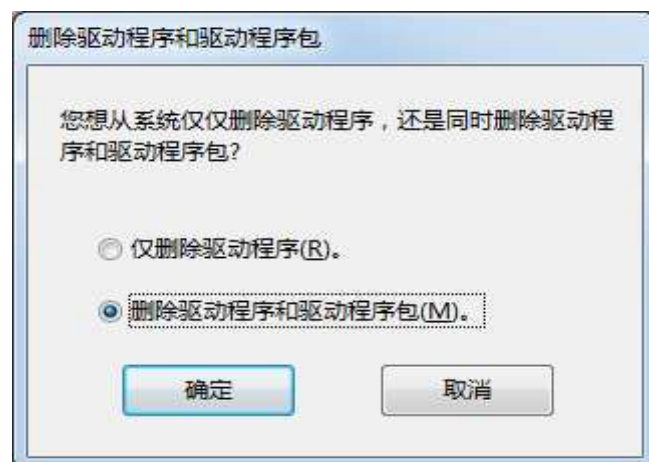 删除驱动程序和驱动程序包
您想从系统仅仅删除驱动程序，还是同时删除驱动程
序和驱动程序包?
仅删除驱动程序(R)。
删除驱动程序和驱动程序包(M)。
确定 取消